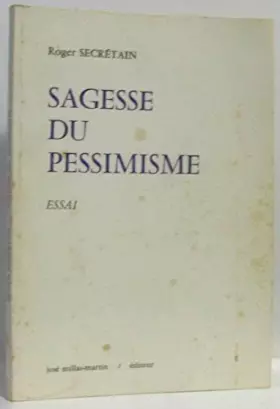 Roger SECRÉTAIN
SAGESSE
DU
PESSIMISME
ESSAI
josé millas-martin / éditeur